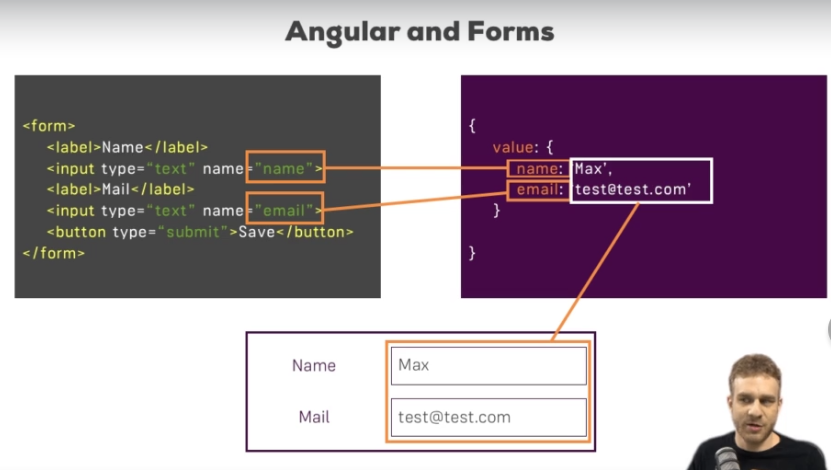 Angular and Forms
<form>
<label>Name</label>
<input type="text" name="name">
<label>Mail</label>
<input type="text" name="email">
<button type="submit">Save</button>
</form>
{
value: {
name: 'Max',
email: 'test@test.com'
}
}
Name
Max
Mail
test@test.com